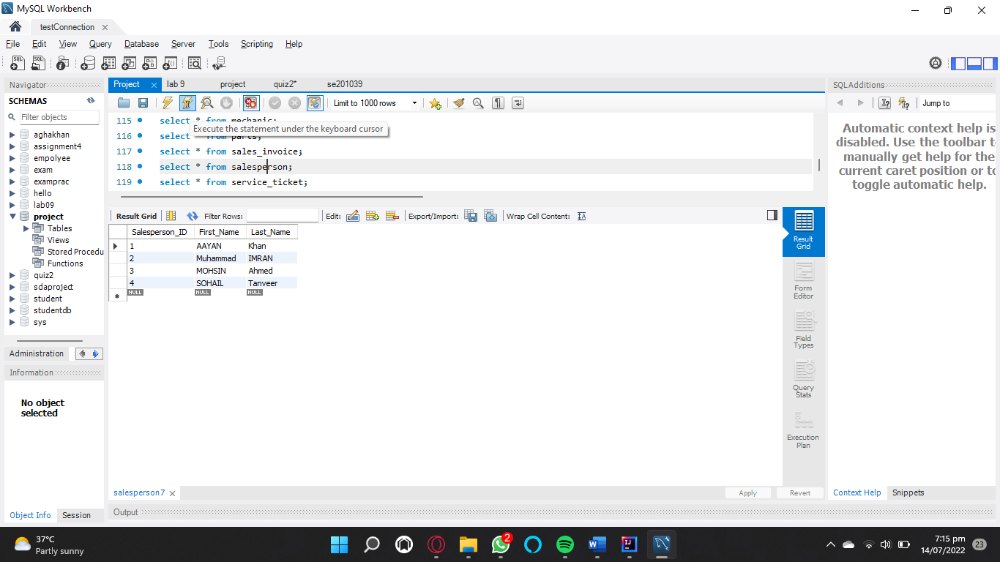 MySQL Workbench
testConnection
File Edit View Query Database Server Tools Scripting Help
Navigator
SCHEMAS
Filter objects
aghakhan
assignment4
empolyee
exam
examprac
hello
lab09
project
Tables
Views
Stored Procedu
Functions
quiz2
sdaproject
student
studentdb
sys
Administration
Information
No object
selected
Object Info Session
Project lab 9 project quiz2* se201039
Limit to 1000 rows
115 select * from mechanic;
Execute the statement under the keyboard cursor
116 select * from parts;
117 select * from sales_invoice;
118 select * from salesperson;
119 select * from service_ticket;
Result Grid Filter Rows: Edit: Export/Import: Wrap Cell Content:
Salesperson_ID First_Name Last_Name
1 AAYAN Khan
2 Muhammad IMRAN
3 MOHSIN Ahmed
4 SOHAIL Tanveer
NULL NULL NULL
Result
Grid
Form
Editor
Field
Types
Query
Stats
Execution
Plan
salesperson7 Apply Revert
Output
SQLAdditions
Jump to
Automatic context help is
disabled. Use the toolbar t
manually get help for the
current caret position or to
toggle automatic help.
Context Help Snippets
37°C
Partly sunny
2
7:15 pm
14/07/2022
23